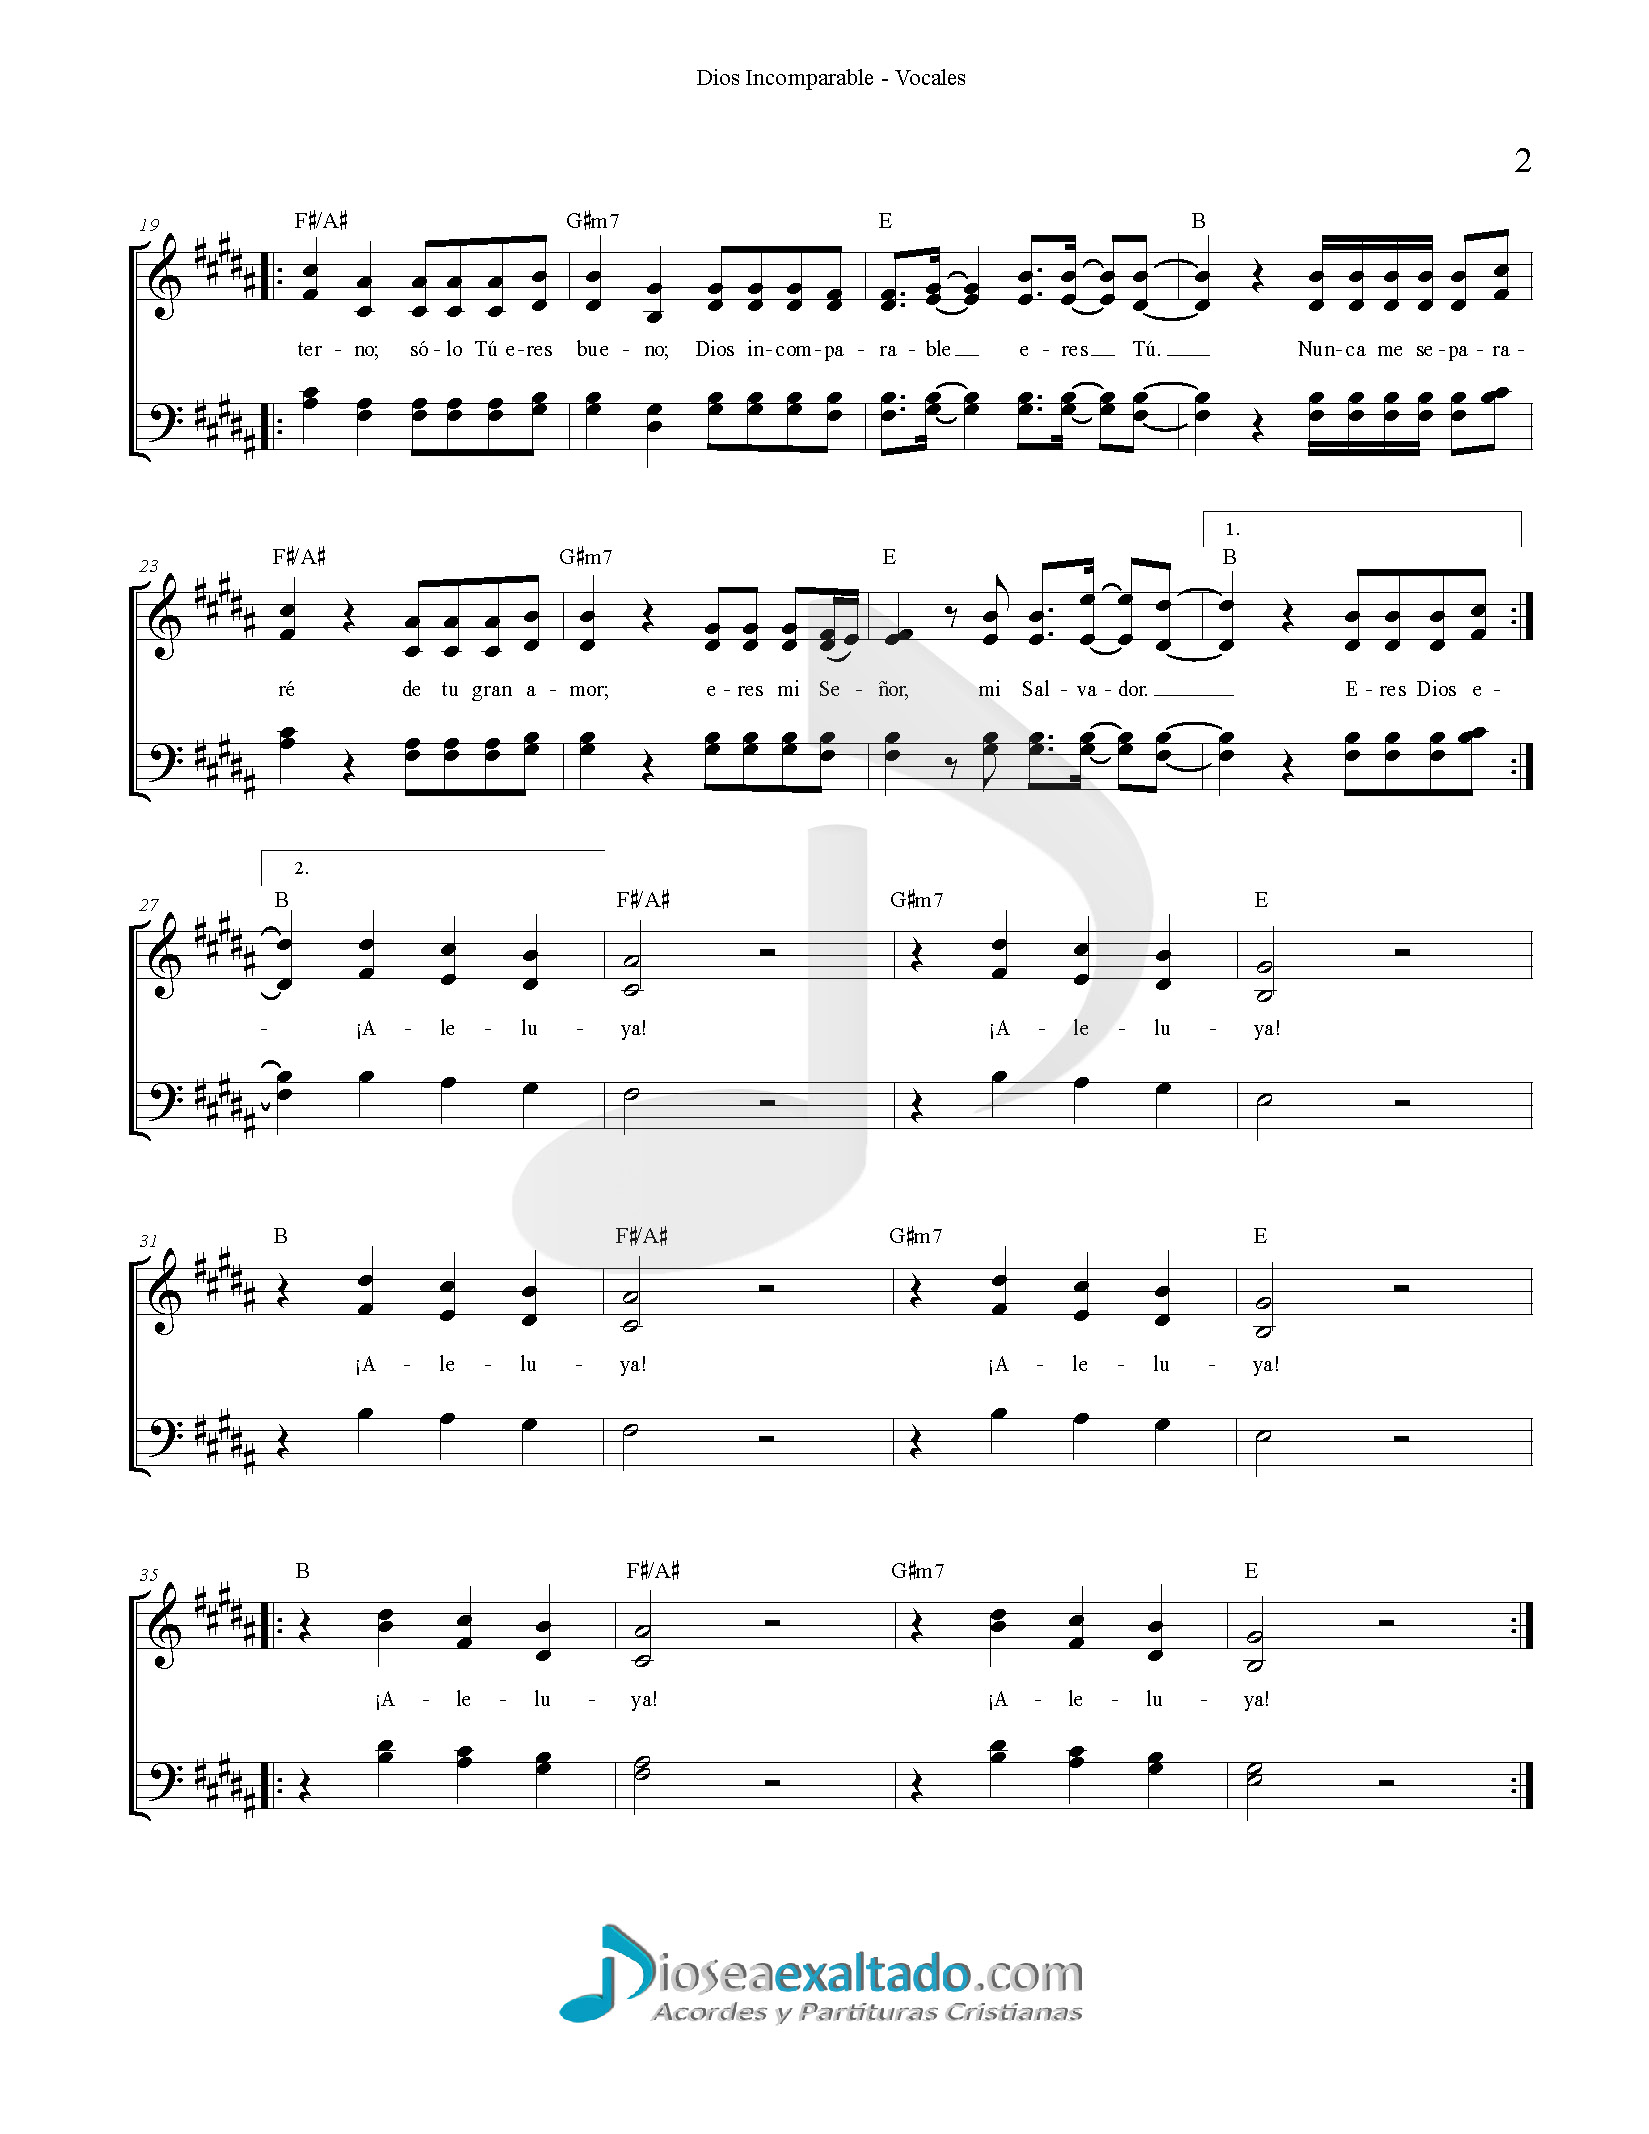 Dios Incomparable - Vocales
2
19 F#/A# G#m7 E B
ter - no; só - lo Tú e - res bue - no; Dios in - com - pa - ra - ble e - res Tú. Nun - ca me se - pa - ra -
1.
23 F#/A# G#m7 E B
ré de tu gran a - mor; e - res mi Se - ñor, mi Sal - va - dor. E - res Dios e -
2.
27 B F#/A# G#m7 E
- ¡A - le - lu - ya! ¡A - le - lu - ya!
31 B F#/A# G#m7 E
¡A - le - lu - ya! ¡A - le - lu - ya!
35 B F#/A# G#m7 E
¡A - le - lu - ya! ¡A - le - lu - ya!
Dioseaexaltado.com
Acordes y Partituras Cristianas